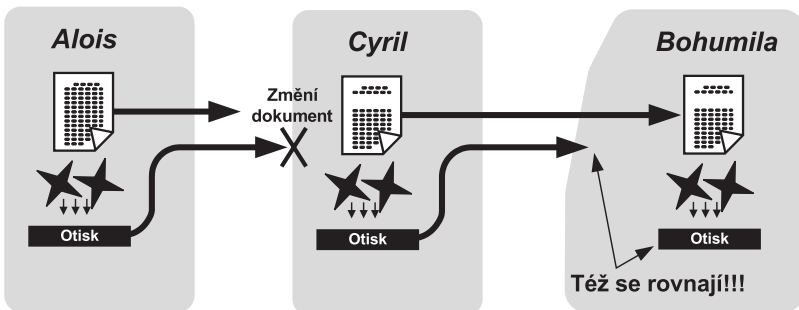 Alois
Cyril
Bohumila
Změní
dokument
Otisk
Otisk
Otisk
Též se rovnají!!!